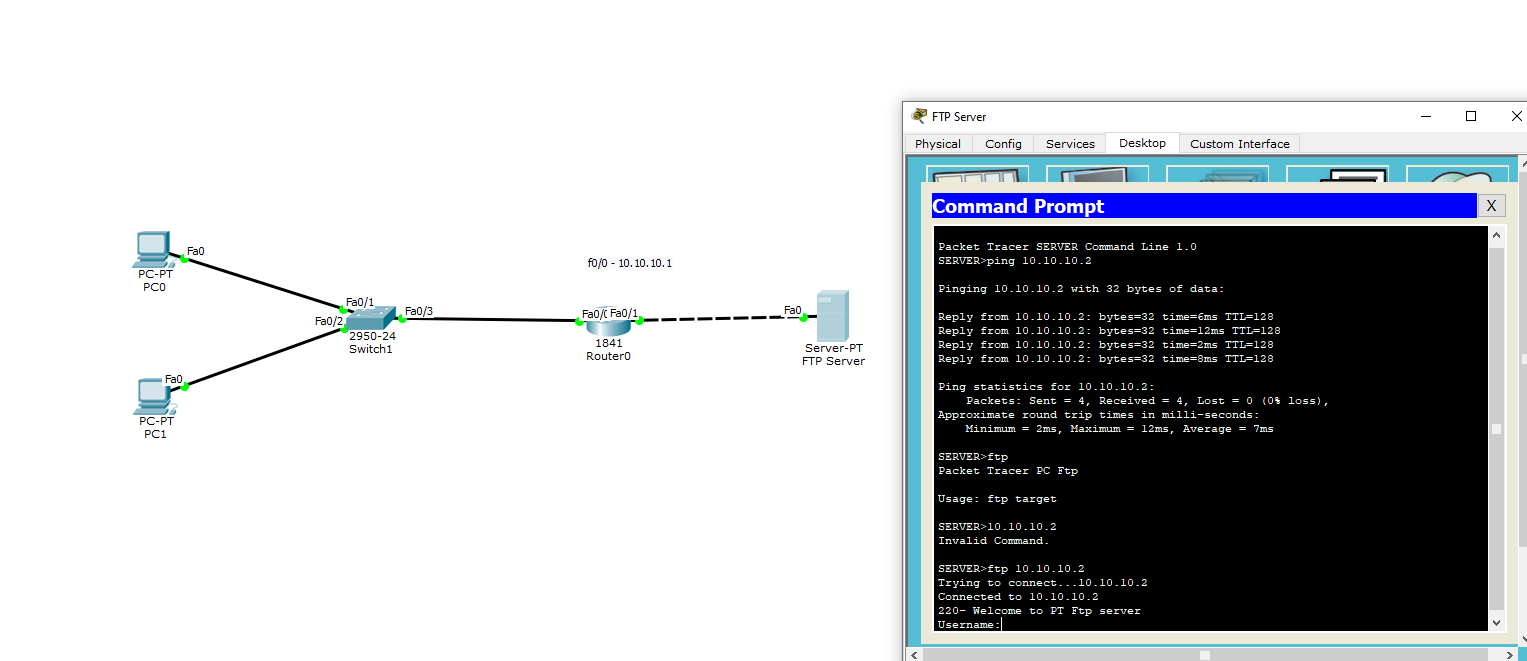 Fa0
PC-PT
PC0
Fa0/1
Fa0/2
Fa0/3
2950-24
Switch1
Fa0
PC-PT
PC1
f0/0 - 10.10.10.1
Fa0/1
1841
Router0
Fa0
Server-PT
FTP Server
FTP Server
Physical Config Services Desktop Custom Interface
Command Prompt X
Packet Tracer SERVER Command Line 1.0
SERVER>ping 10.10.10.2
Pinging 10.10.10.2 with 32 bytes of data:
Reply from 10.10.10.2: bytes=32 time=6ms TTL=128
Reply from 10.10.10.2: bytes=32 time=12ms TTL=128
Reply from 10.10.10.2: bytes=32 time=2ms TTL=128
Reply from 10.10.10.2: bytes=32 time=8ms TTL=128
Ping statistics for 10.10.10.2:
Packets: Sent = 4, Received = 4, Lost = 0 (0% loss),
Approximate round trip times in milli-seconds:
Minimum = 2ms, Maximum = 12ms, Average = 7ms
SERVER>ftp
Packet Tracer PC Ftp
Usage: ftp target
SERVER>10.10.10.2
Invalid Command.
SERVER>ftp 10.10.10.2
Trying to connect...10.10.10.2
Connected to 10.10.10.2
220- Welcome to PT Ftp server
Username: